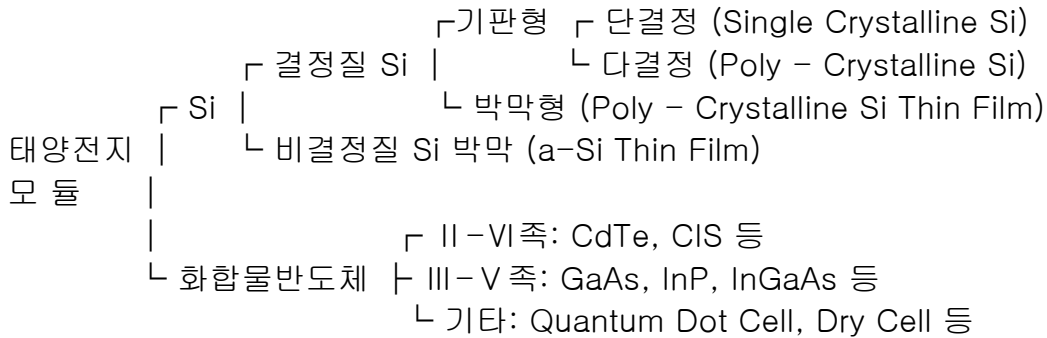 ┌기판형 ┌ 단결정 (Single Crystalline Si)
┌ 결정질 Si │ └ 다결정 (Poly - Crystalline Si)
┌ Si │ └ 박막형 (Poly - Crystalline Si Thin Film)
태양전지 │ └ 비결정질 Si 박막 (a-Si Thin Film)
모 듈 │
│ ┌ Ⅱ-Ⅵ족: CdTe, CIS 등
└ 화합물반도체 ├ Ⅲ-Ⅴ족: GaAs, InP, InGaAs 등
└ 기타: Quantum Dot Cell, Dry Cell 등